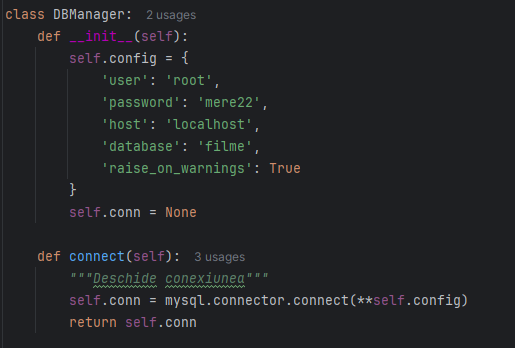 class DBManager:  2 usages
    def __init__(self):
        self.config = {
            'user': 'root',
            'password': 'mere22',
            'host': 'localhost',
            'database': 'filme',
            'raise_on_warnings': True
        }
        self.conn = None

    def connect(self):  3 usages
        """Deschide conexiunea"""
        self.conn = mysql.connector.connect(**self.config)
        return self.conn